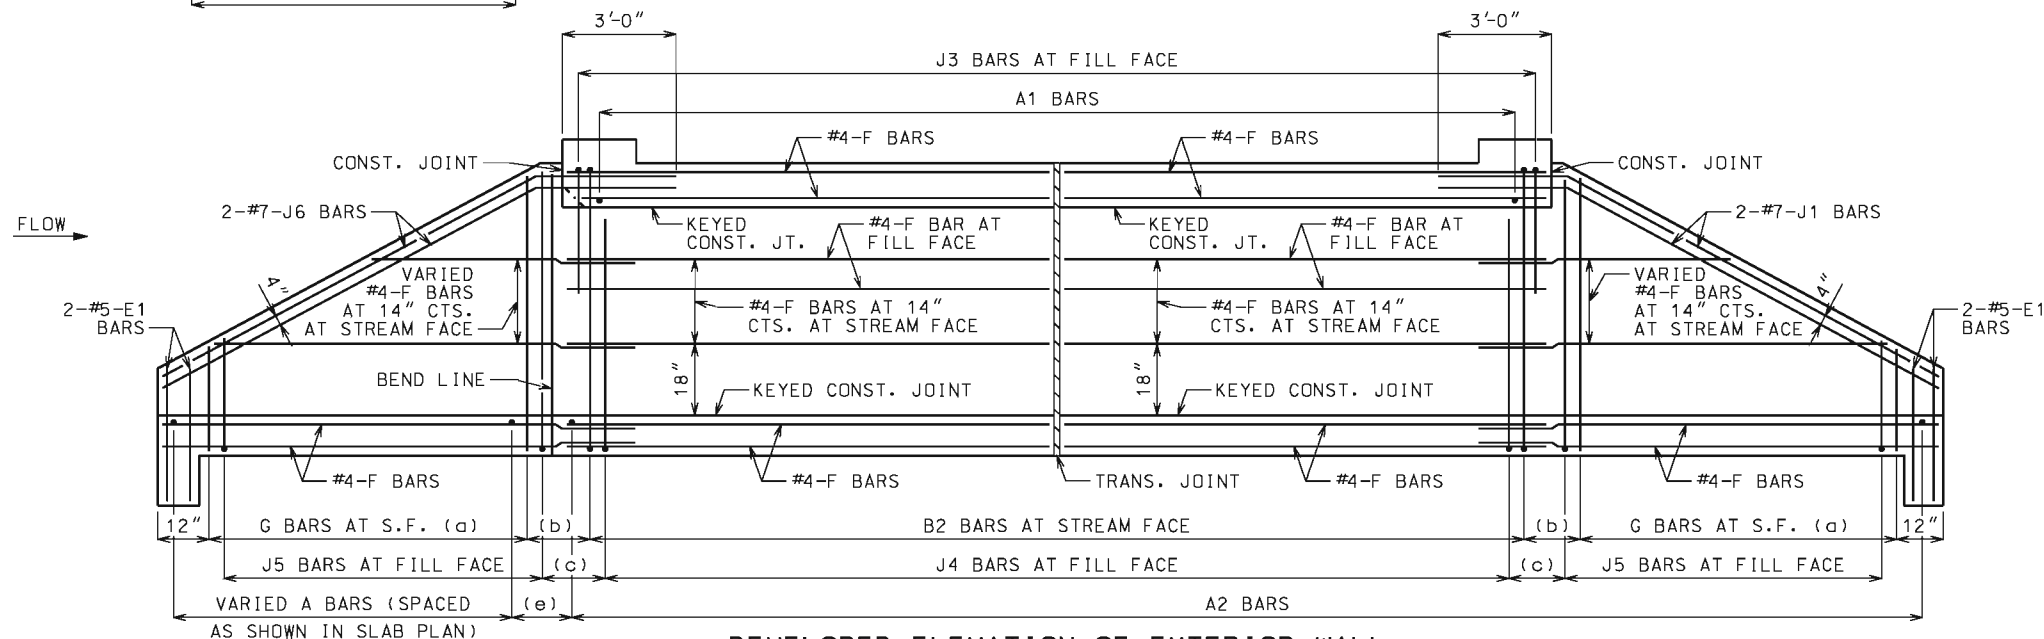 3'-0"
3'-0"
J3 BARS AT FILL FACE
A1 BARS
#4-F BARS
#4-F BARS
CONST. JOINT
CONST. JOINT
2-#7-J6 BARS
2-#7-J1 BARS
FLOW
KEYED
CONST. JT.
#4-F BAR AT
FILL FACE
KEYED
CONST. JT.
#4-F BAR AT
FILL FACE
VARIED
#4-F BARS
AT 14" CTS.
AT STREAM FACE
4"
#4-F BARS AT 14"
CTS. AT STREAM FACE
#4-F BARS AT 14"
CTS. AT STREAM FACE
VARIED
#4-F BARS
AT 14" CTS.
AT STREAM FACE
4"
2-#5-E1
BARS
2-#5-E1
BARS
BEND LINE
18"
KEYED CONST. JOINT
18"
KEYED CONST. JOINT
#4-F BARS
#4-F BARS
TRANS. JOINT
#4-F BARS
#4-F BARS
12"
G BARS AT S.F. (a)
(b)
B2 BARS AT STREAM FACE
(b)
G BARS AT S.F. (a)
12"
J5 BARS AT FILL FACE
(c)
J4 BARS AT FILL FACE
(c)
J5 BARS AT FILL FACE
VARIED A BARS (SPACED
AS SHOWN IN SLAB PLAN)
(e)
A2 BARS
DEVELOPED ELEVATION OF EXTERIOR WALL